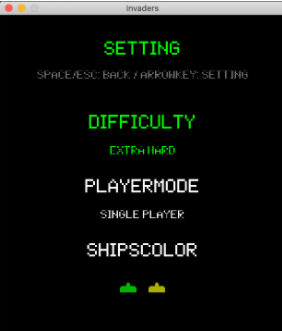 Invaders
SETTING
SPACE/ESC: BACK / ARROWKEY: SETTING
DIFFICULTY
EXTRA HARD
PLAYERMODE
SINGLE PLAYER
SHIPSCOLOR